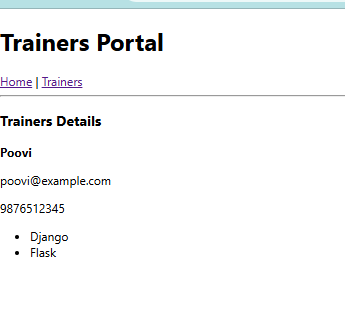 Trainers Portal
Home | Trainers
Trainers Details
Poovi
poovi@example.com
9876512345
Django
Flask